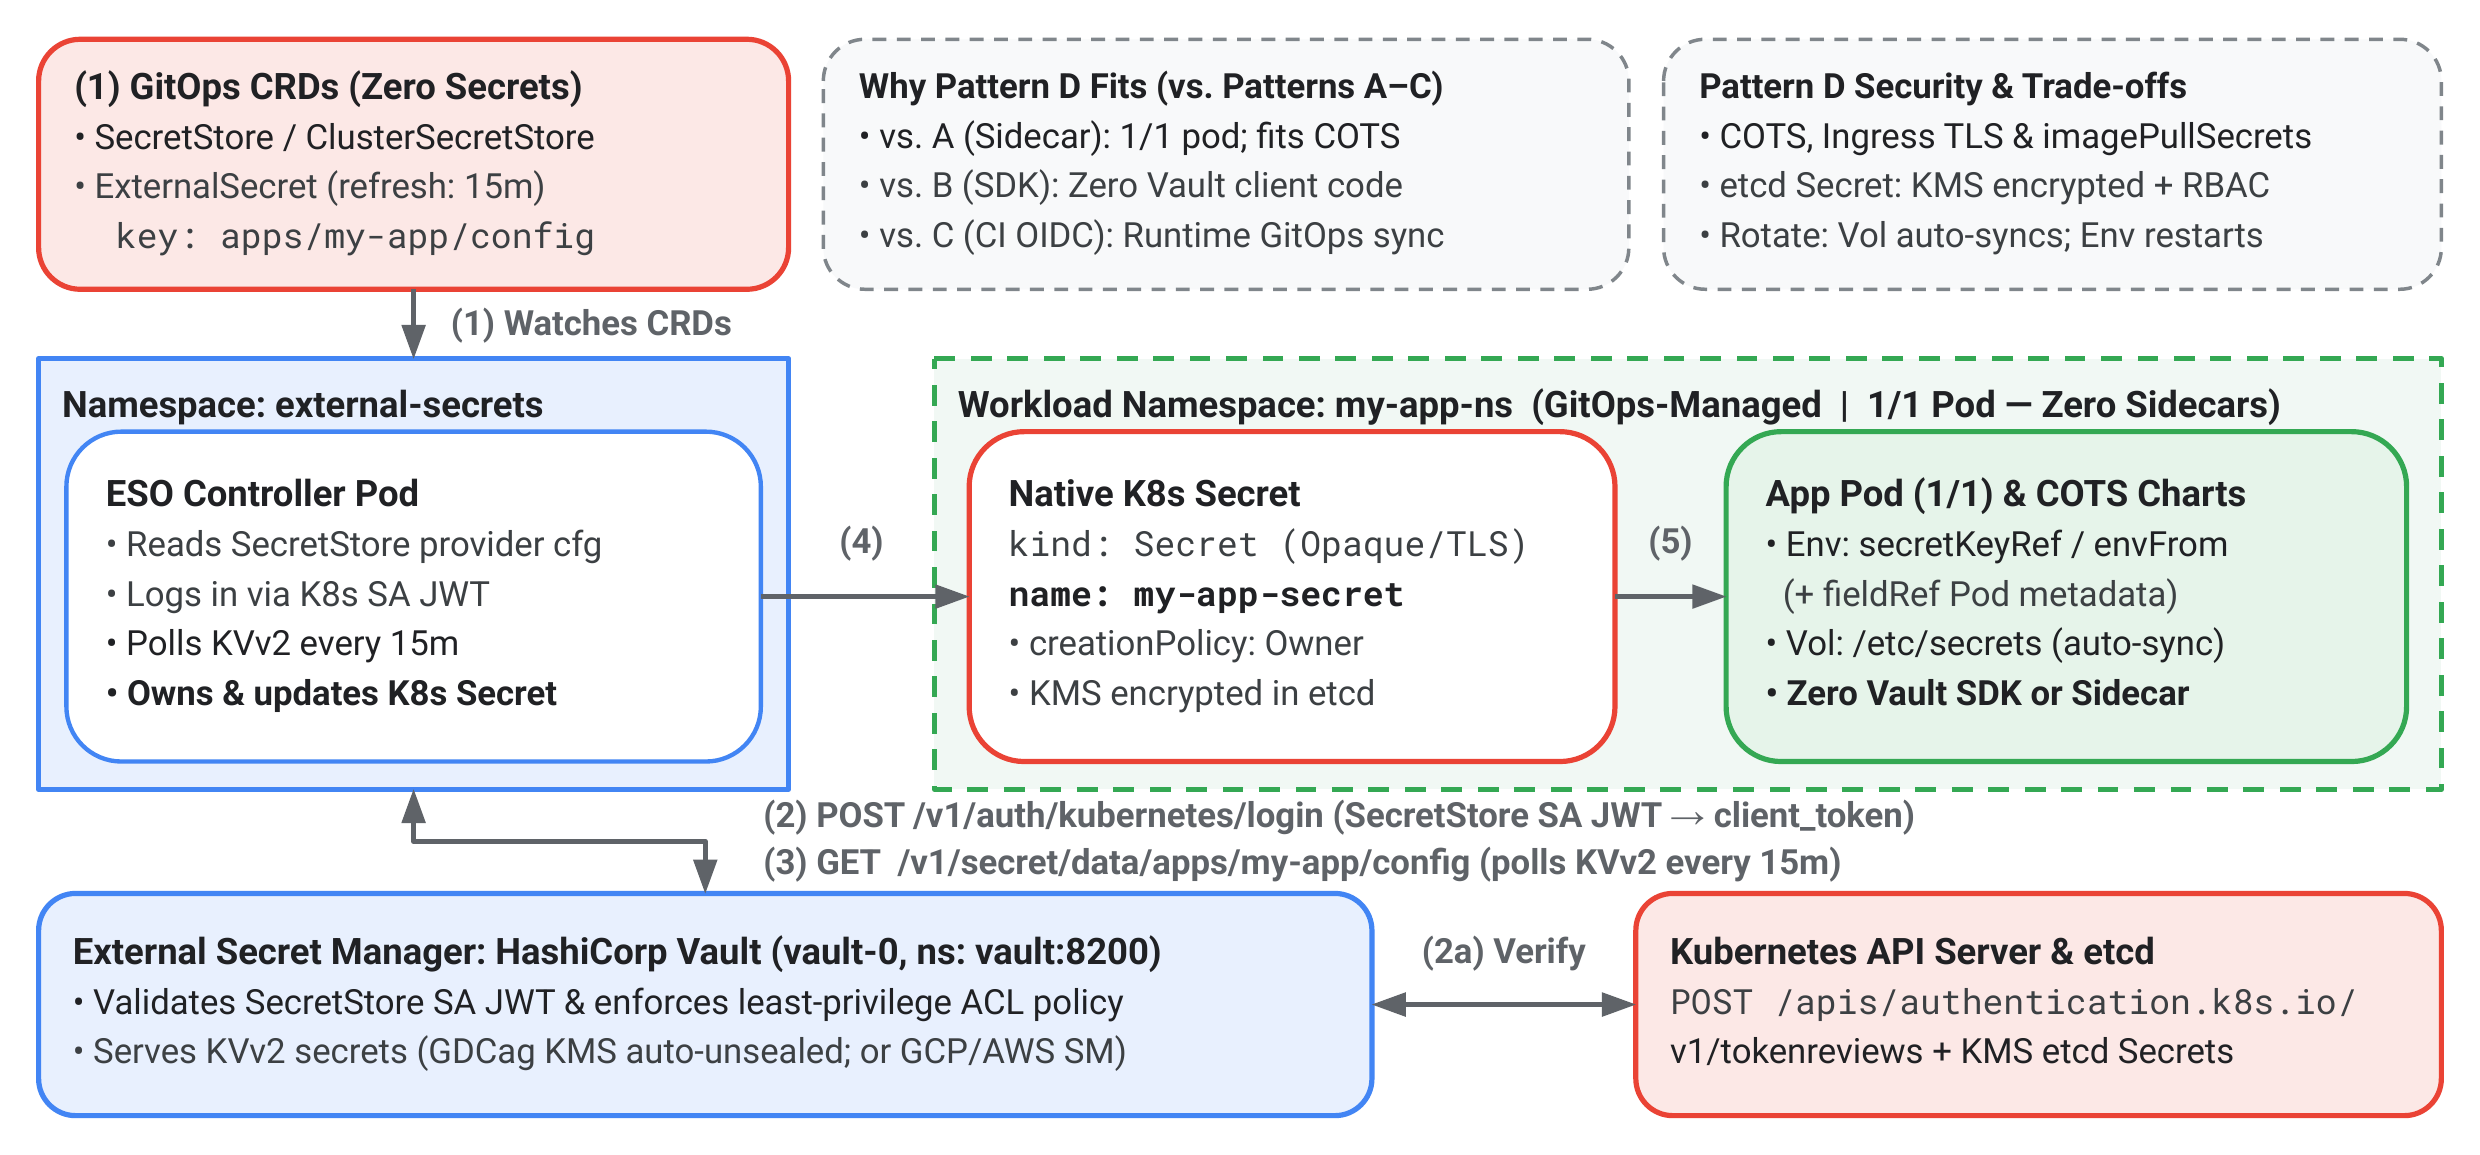 (1) GitOps CRDs (Zero Secrets)
• SecretStore / ClusterSecretStore
• ExternalSecret (refresh: 15m)
key: apps/my-app/config
Why Pattern D Fits (vs. Patterns A–C)
• vs. A (Sidecar): 1/1 pod; fits COTS
• vs. B (SDK): Zero Vault client code
• vs. C (CI OIDC): Runtime GitOps sync
Pattern D Security & Trade-offs
• COTS, Ingress TLS & imagePullSecrets
• etcd Secret: KMS encrypted + RBAC
• Rotate: Vol auto-syncs; Env restarts
(1) Watches CRDs
Namespace: external-secrets
ESO Controller Pod
• Reads SecretStore provider cfg
• Logs in via K8s SA JWT
• Polls KVv2 every 15m
• Owns & updates K8s Secret
(4)
Workload Namespace: my-app-ns (GitOps-Managed | 1/1 Pod — Zero Sidecars)
Native K8s Secret
kind: Secret (Opaque/TLS)
name: my-app-secret
• creationPolicy: Owner
• KMS encrypted in etcd
(5)
App Pod (1/1) & COTS Charts
• Env: secretKeyRef / envFrom
(+ fieldRef Pod metadata)
• Vol: /etc/secrets (auto-sync)
• Zero Vault SDK or Sidecar
(2) POST /v1/auth/kubernetes/login (SecretStore SA JWT → client_token)
(3) GET /v1/secret/data/apps/my-app/config (polls KVv2 every 15m)
External Secret Manager: HashiCorp Vault (vault-0, ns: vault:8200)
• Validates SecretStore SA JWT & enforces least-privilege ACL policy
• Serves KVv2 secrets (GDCag KMS auto-unsealed; or GCP/AWS SM)
(2a) Verify
Kubernetes API Server & etcd
POST /apis/authentication.k8s.io/
v1/tokenreviews + KMS etcd Secrets